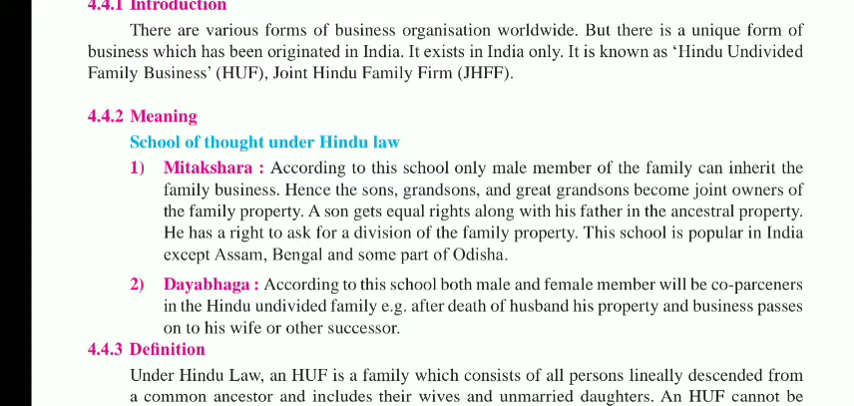 4.4.1 Introduction
There are various forms of business organisation worldwide. But there is a unique form of
business which has been originated in India. It exists in India only. It is known as ‘Hindu Undivided
Family Business’ (HUF), Joint Hindu Family Firm (JHFF).
4.4.2 Meaning
School of thought under Hindu law
1) Mitakshara : According to this school only male member of the family can inherit the
family business. Hence the sons, grandsons, and great grandsons become joint owners of
the family property. A son gets equal rights along with his father in the ancestral property.
He has a right to ask for a division of the family property. This school is popular in India
except Assam, Bengal and some part of Odisha.
2) Dayabhaga : According to this school both male and female member will be co-parceners
in the Hindu undivided family e.g. after death of husband his property and business passes
on to his wife or other successor.
4.4.3 Definition
Under Hindu Law, an HUF is a family which consists of all persons lineally descended from
a common ancestor and includes their wives and unmarried daughters. An HUF cannot be